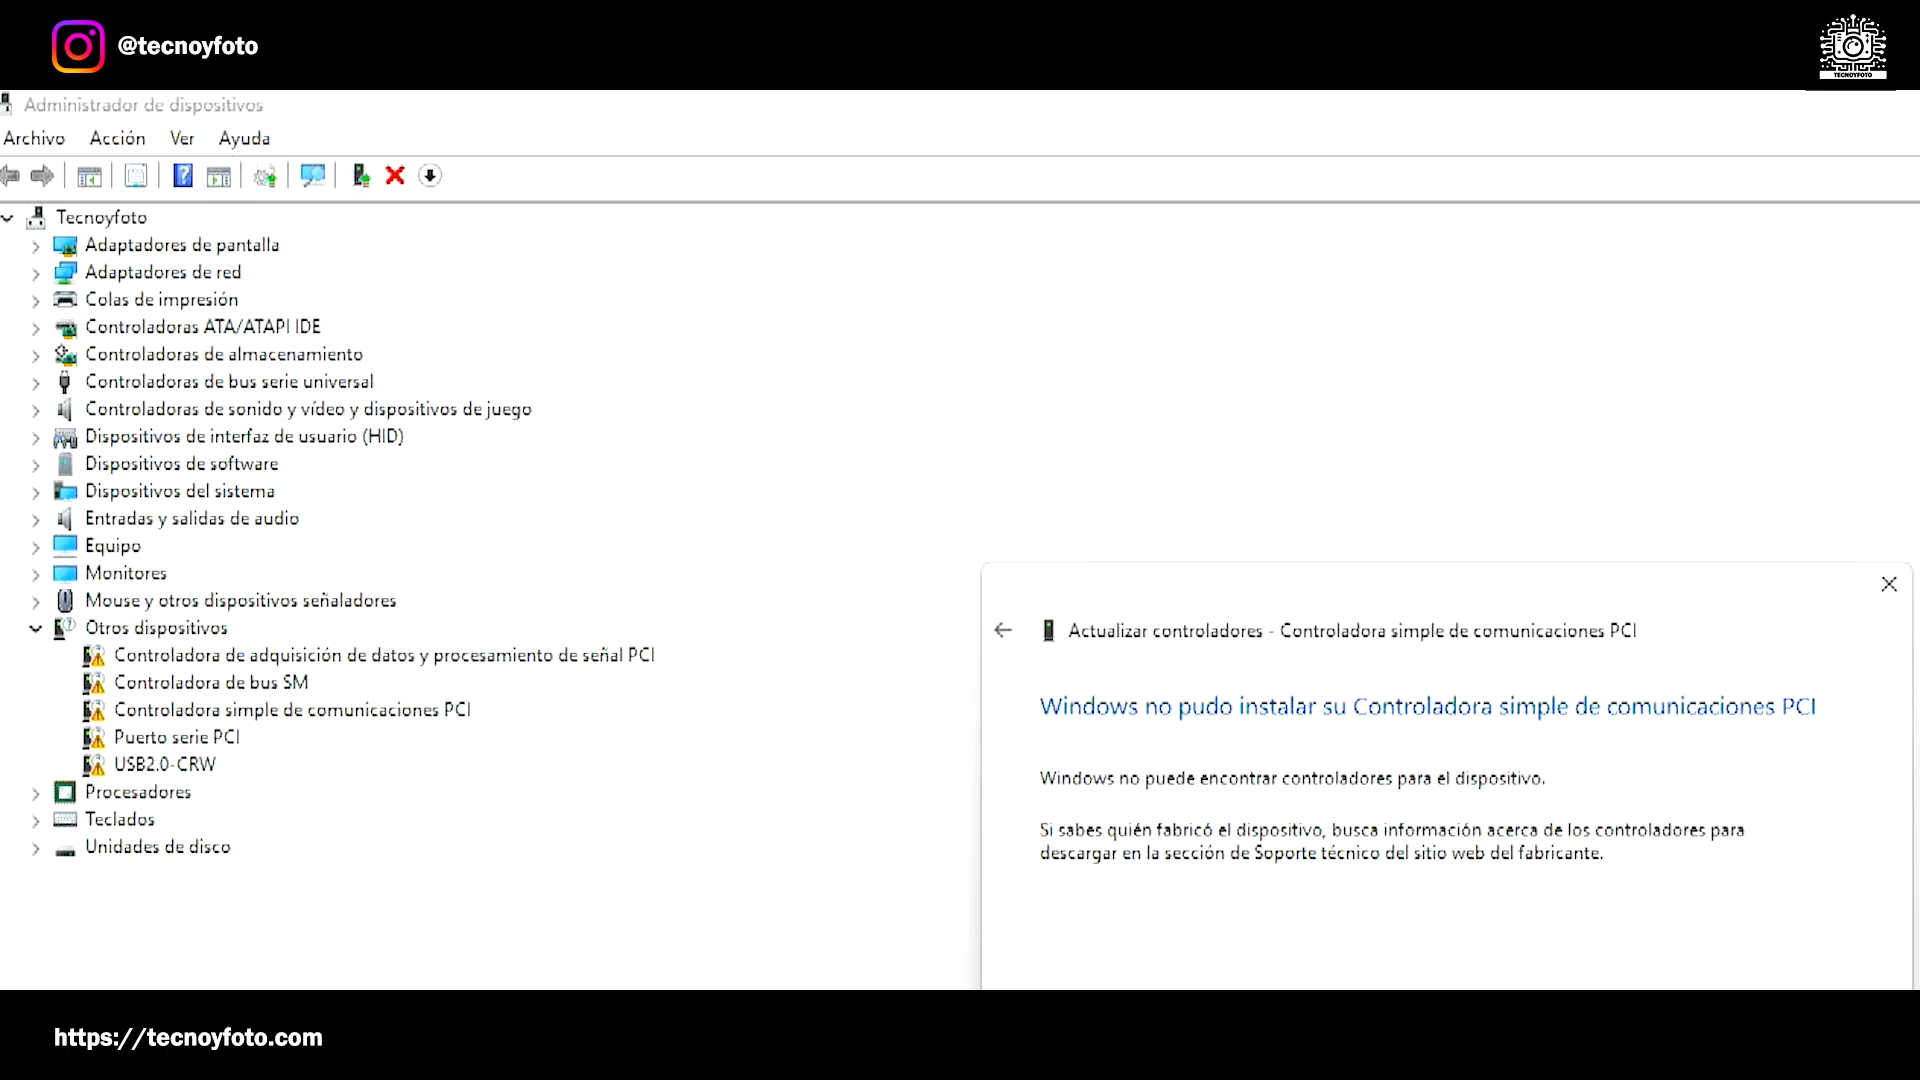 @tecnoyfoto
TECNOYFOTO
Administrador de dispositivos
Archivo Acción Ver Ayuda
Tecnoyfoto
Adaptadores de pantalla
Adaptadores de red
Colas de impresión
Controladoras ATA/ATAPI IDE
Controladoras de almacenamiento
Controladoras de bus serie universal
Controladoras de sonido y vídeo y dispositivos de juego
Dispositivos de interfaz de usuario (HID)
Dispositivos de software
Dispositivos del sistema
Entradas y salidas de audio
Equipo
Monitores
Mouse y otros dispositivos señaladores
Otros dispositivos
Controladora de adquisición de datos y procesamiento de señal PCI
Controladora de bus SM
Controladora simple de comunicaciones PCI
Puerto serie PCI
USB2.0-CRW
Procesadores
Teclados
Unidades de disco
Actualizar controladores - Controladora simple de comunicaciones PCI
Windows no pudo instalar su Controladora simple de comunicaciones PCI
Windows no puede encontrar controladores para el dispositivo.
Si sabes quién fabricó el dispositivo, busca información acerca de los controladores para
descargar en la sección de Soporte técnico del sitio web del fabricante.
https://tecnoyfoto.com